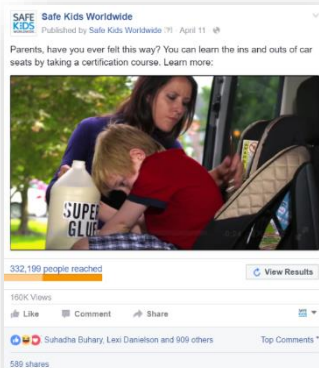 SAFE
KIDS
WORLDWIDE
Safe Kids Worldwide
Published by Safe Kids Worldwide [?] · April 11 ·
Parents, have you ever felt this way? You can learn the ins and outs of car
seats by taking a certification course. Learn more:
SUPER
GLUE
332,199 people reached
View Results
160K Views
Like
Comment
Share
Suhadha Buhary, Lexi Danielson and 909 others
Top Comments
589 shares